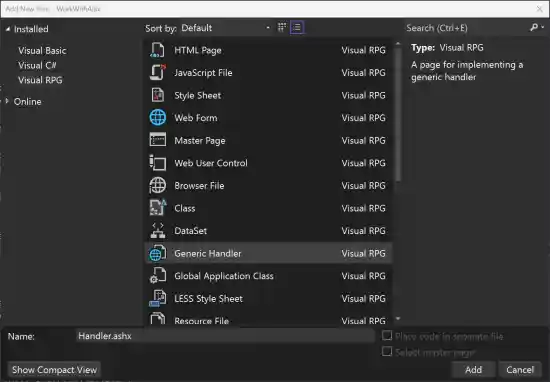 Add New Item - WorkWithAjax
Installed
Visual Basic
Visual C#
Visual RPG
Online
Sort by: Default
HTML Page Visual RPG
JavaScript File Visual RPG
Style Sheet Visual RPG
Web Form Visual RPG
Master Page Visual RPG
Web User Control Visual RPG
Browser File Visual RPG
Class Visual RPG
DataSet Visual RPG
Generic Handler Visual RPG
Global Application Class Visual RPG
LESS Style Sheet Visual RPG
Resource File Visual RPG
Search (Ctrl+E)
Type: Visual RPG
A page for implementing a
generic handler
Name: Handler.ashx
Place code in separate file
Select master page
Show Compact View
Add Cancel